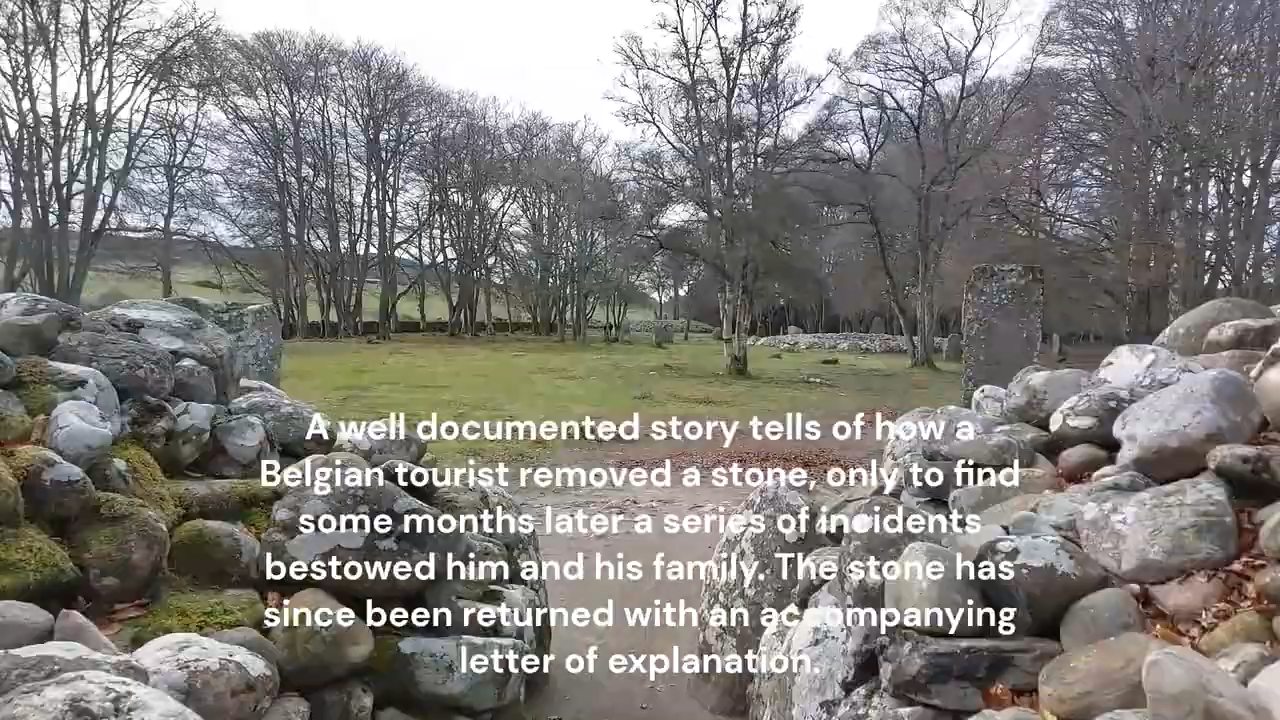 A well documented story tells of how a
Belgian tourist removed a stone, only to find
some months later a series of incidents
bestowed him and his family. The stone has
since been returned with an accompanying
letter of explanation.